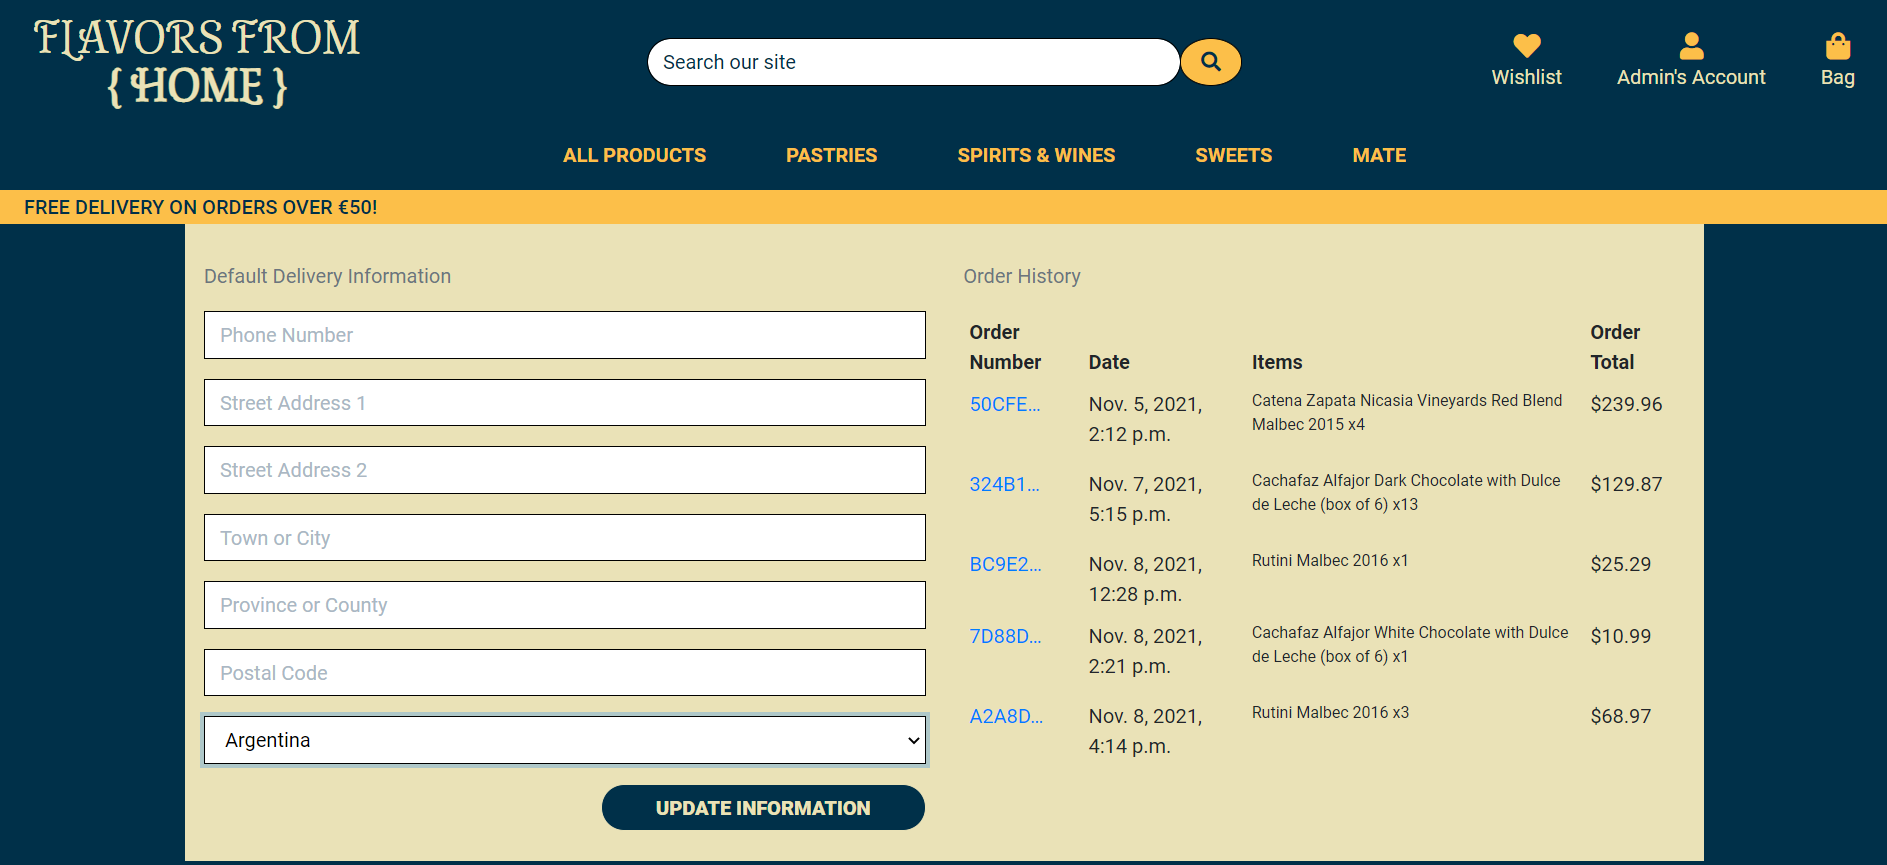 FLAVORS FROM
{ HOME }
Search our site
Wishlist
Admin's Account
Bag
ALL PRODUCTS
PASTRIES
SPIRITS & WINES
SWEETS
MATE
FREE DELIVERY ON ORDERS OVER €50!
Default Delivery Information
Phone Number
Street Address 1
Street Address 2
Town or City
Province or County
Postal Code
Argentina
UPDATE INFORMATION
Order History
Order
Number
Date
Items
Order
Total
50CFE...
Nov. 5, 2021,
2:12 p.m.
Catena Zapata Nicasia Vineyards Red Blend
Malbec 2015 x4
$239.96
324B1...
Nov. 7, 2021,
5:15 p.m.
Cachafaz Alfajor Dark Chocolate with Dulce
de Leche (box of 6) x13
$129.87
BC9E2...
Nov. 8, 2021,
12:28 p.m.
Rutini Malbec 2016 x1
$25.29
7D88D...
Nov. 8, 2021,
2:21 p.m.
Cachafaz Alfajor White Chocolate with Dulce
de Leche (box of 6) x1
$10.99
A2A8D...
Nov. 8, 2021,
4:14 p.m.
Rutini Malbec 2016 x3
$68.97